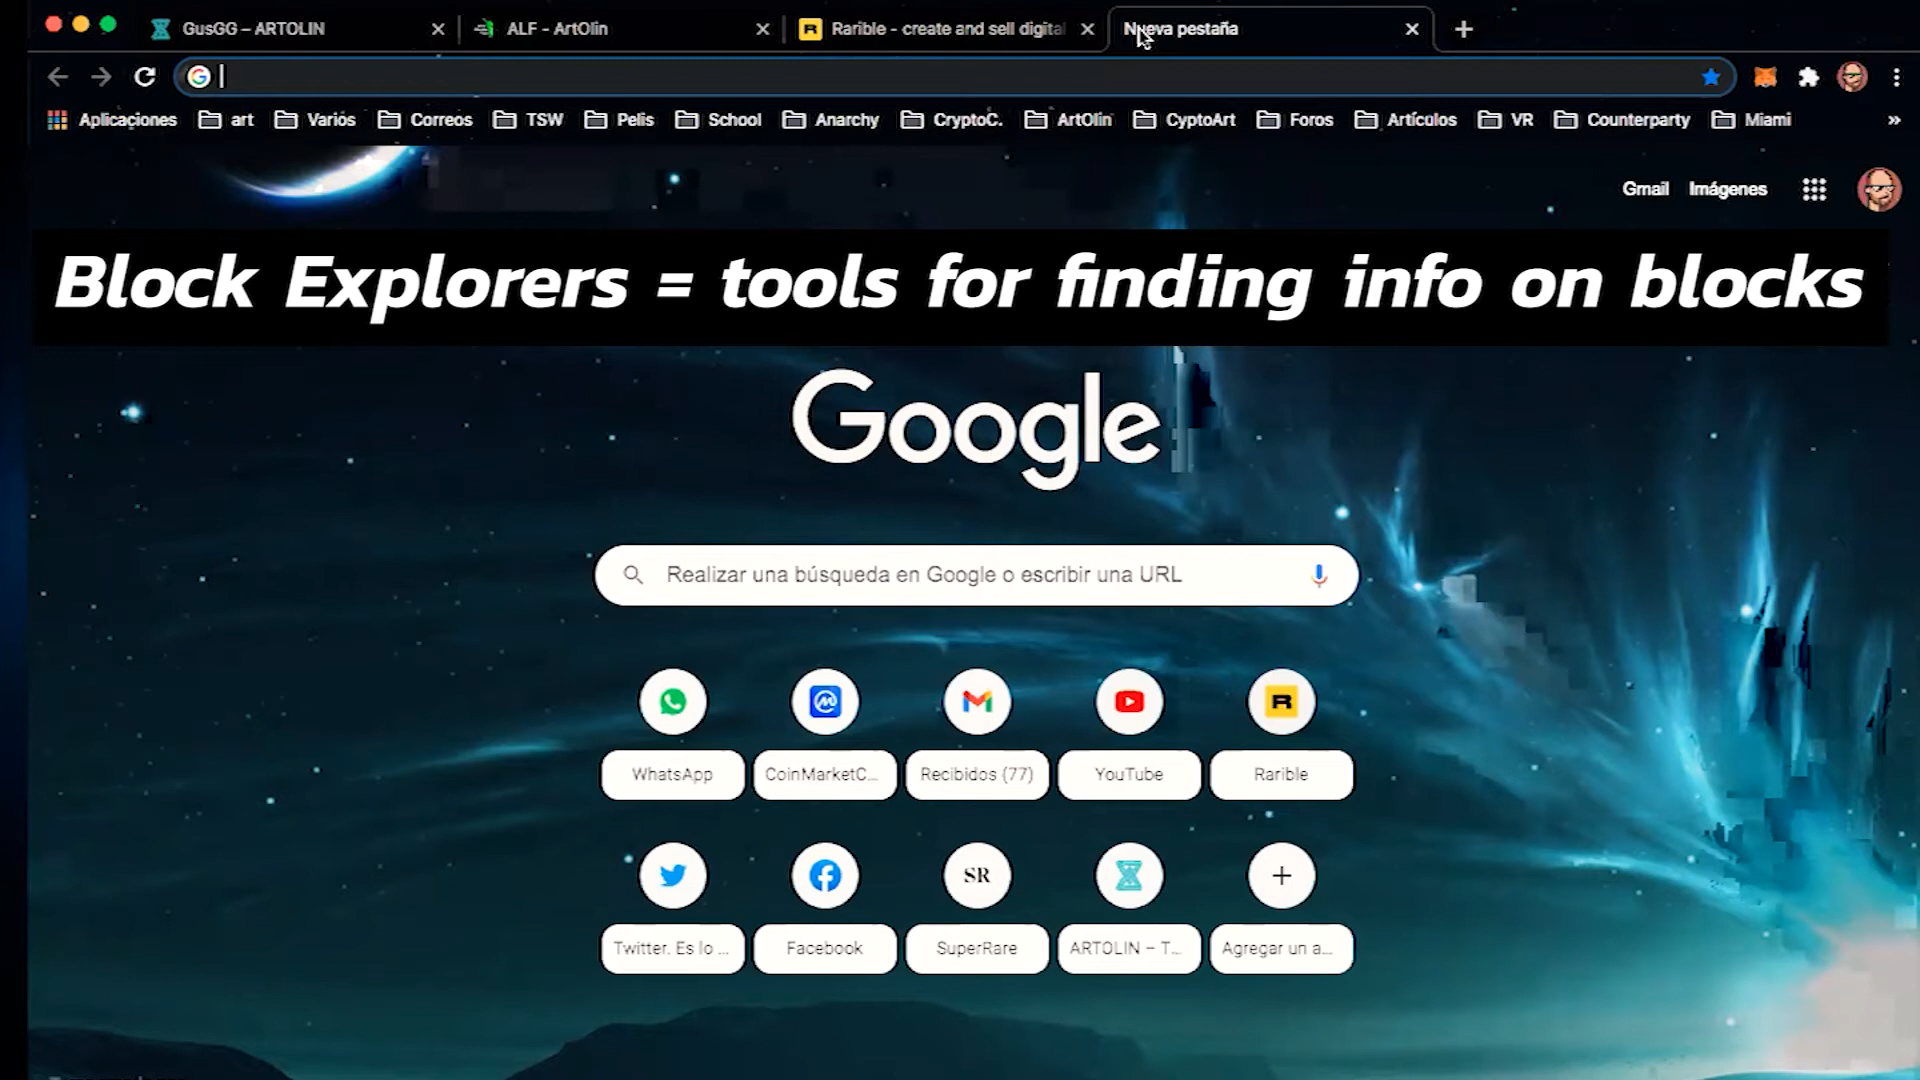 GusGG – ARTOLIN
ALF - ArtOlin
Rarible - create and sell digital
Nueva pestaña
Aplicaciones
art
Varios
Correos
TSW
Pelis
School
Anarchy
CryptoC.
ArtOlin
CyptoArt
Foros
Artículos
VR
Counterparty
Miami
»
Gmail
Imágenes
Block Explorers = tools for finding info on blocks
Google
Realizar una búsqueda en Google o escribir una URL
R
WhatsApp
CoinMarketC...
Recibidos (77)
YouTube
Rarible
SR
Twitter. Es lo ...
Facebook
SuperRare
ARTOLIN – T...
Agregar un a...